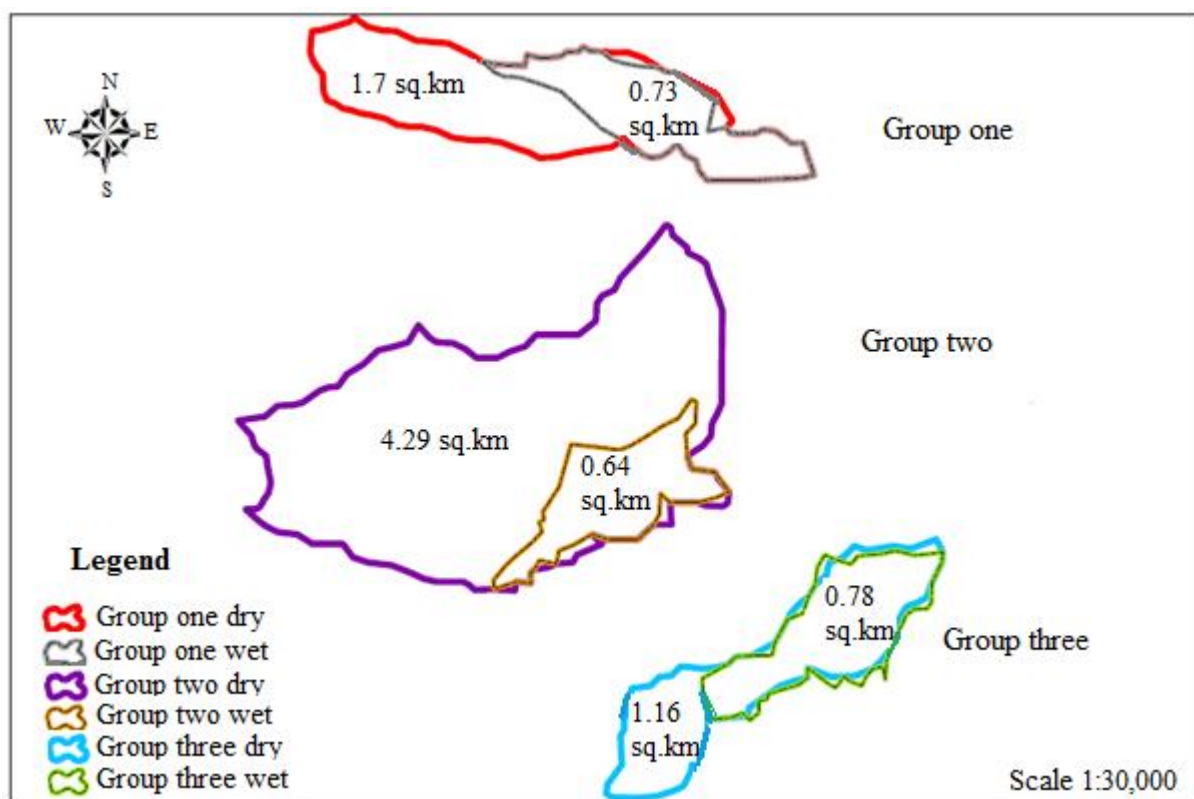 N
W
E
S
1.7 sq.km
0.73
sq.km
Group one
Group two
4.29 sq.km
0.64
sq.km
Legend
Group one dry
Group one wet
Group two dry
Group two wet
Group three dry
Group three wet
0.78
sq.km
Group three
1.16
sq.km
Scale 1:30,000